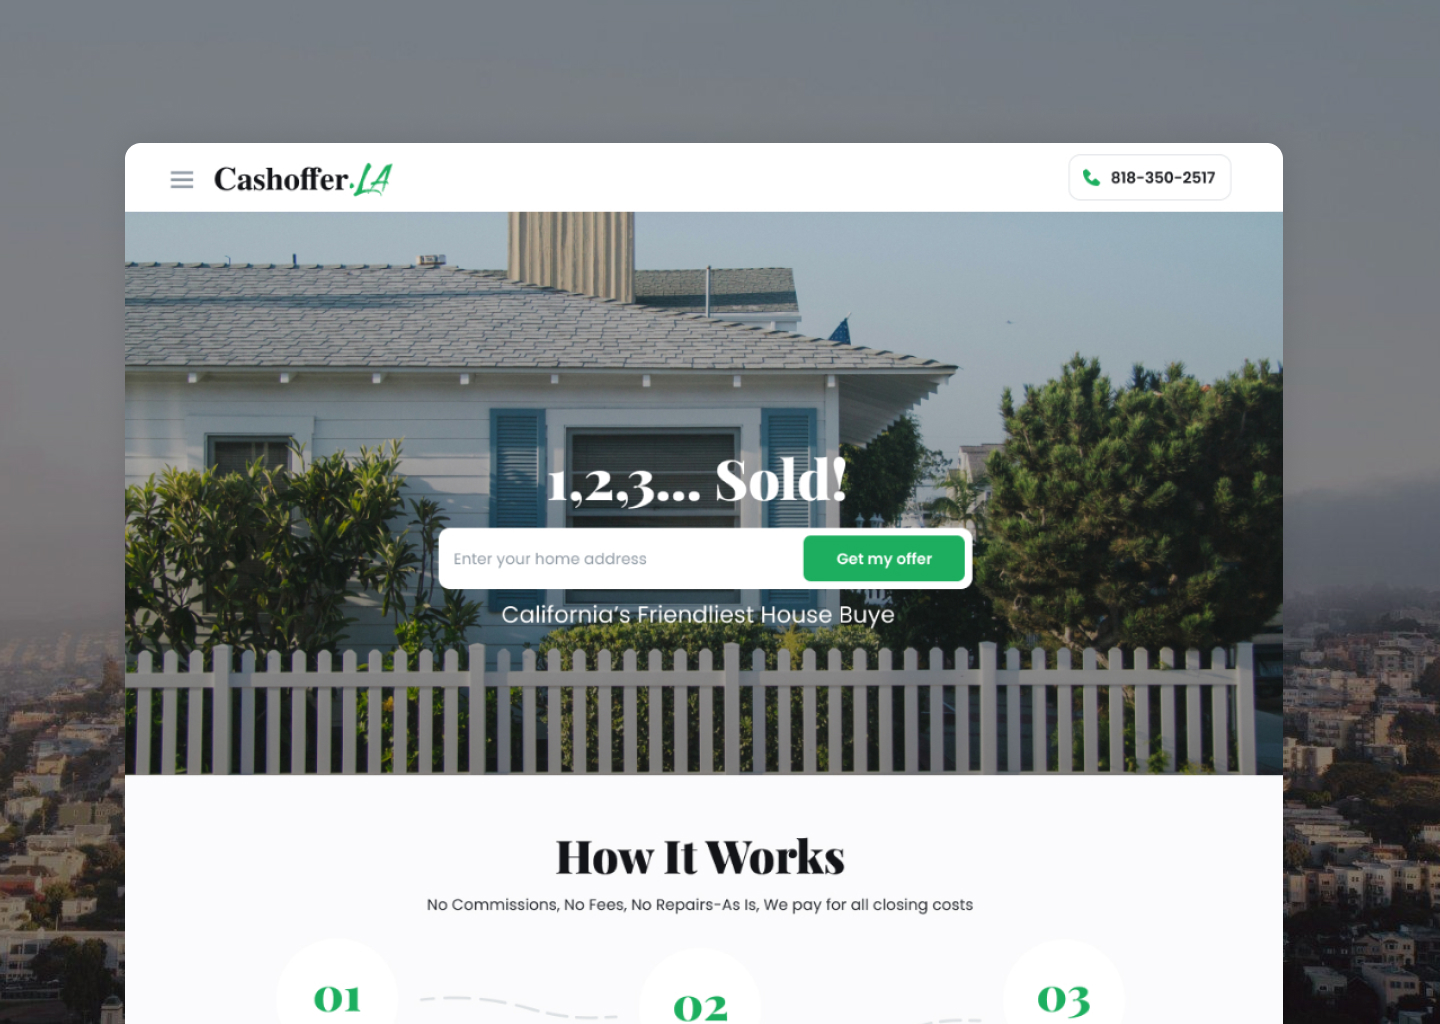 Cashoffer.LA
818-350-2517
1,2,3... Sold!
Enter your home address
Get my offer
California's Friendliest House Buye
How It Works
No Commissions, No Fees, No Repairs-As Is, We pay for all closing costs
01
02
03